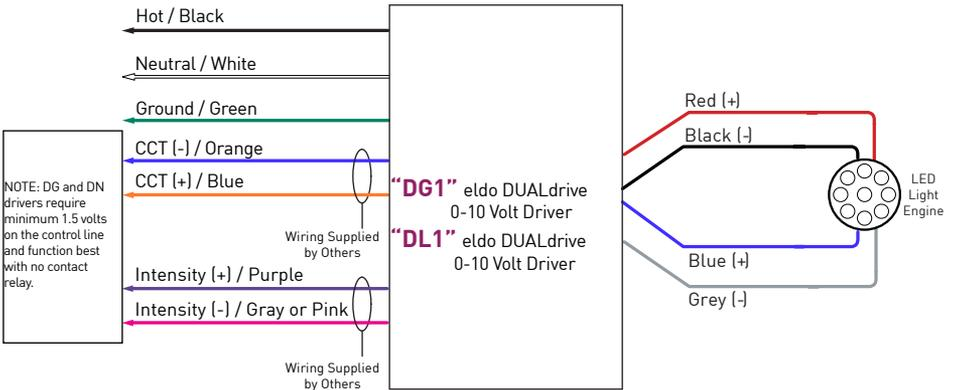 Hot / Black
Neutral / White
Ground / Green
CCT (-) / Orange
CCT (+) / Blue
Wiring Supplied
by Others
Intensity (+) / Purple
Intensity (-) / Gray or Pink
Wiring Supplied
by Others
NOTE: DG and DN
drivers require
minimum 1.5 volts
on the control line
and function best
with no contact
relay.
“DG1” eldo DUALdrive
0-10 Volt Driver
“DL1” eldo DUALdrive
0-10 Volt Driver
Red (+)
Black (-)
Blue (+)
Grey (-)
LED
Light
Engine